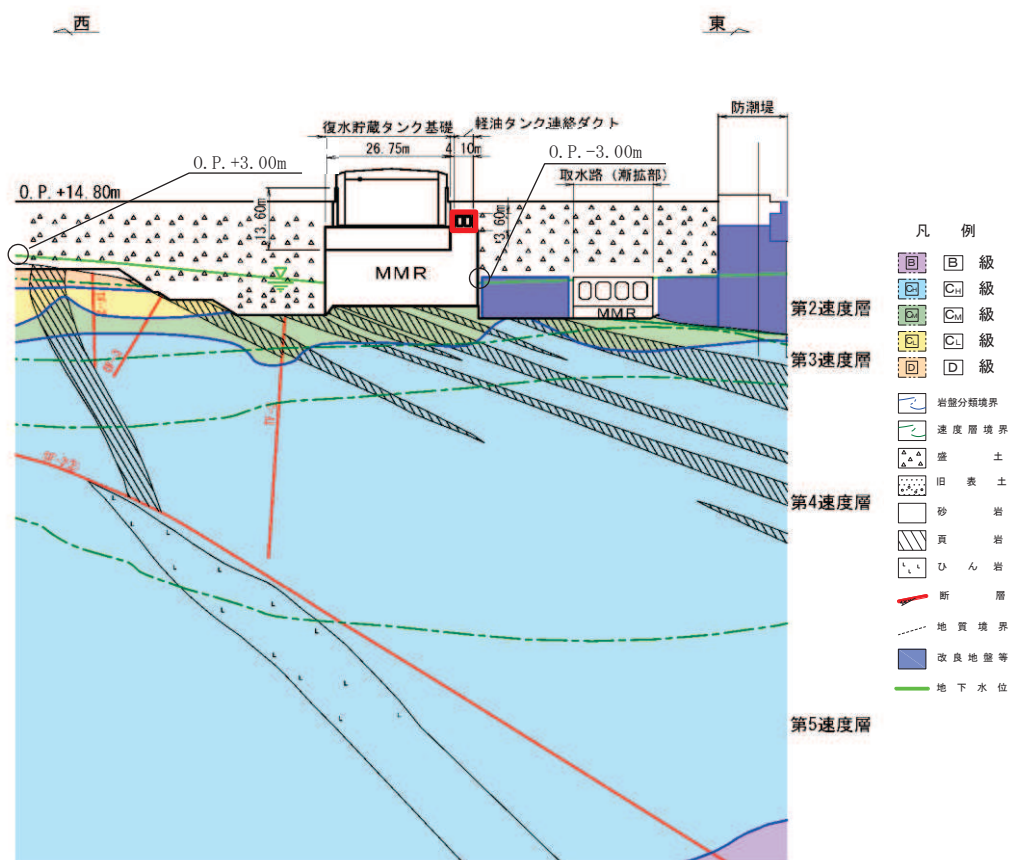 西
東
防潮堤
復水貯蔵タンク基礎
軽油タンク連絡ダクト
26.75m
4.10m
O.P.-3.00m
O.P.+3.00m
取水路(漸拡部)
O.P.+14.80m
13.60m
3.60m
MMR
MMR
第2速度層
第3速度層
第4速度層
第5速度層
凡 例
B B 級
CH CH 級
CM CM 級
CL CL 級
D D 級
岩盤分類境界
速度層境界
盛 土
旧 表 土
砂 岩
頁 岩
ひ ん 岩
断 層
地 質 境 界
改良地盤等
地 下 水 位